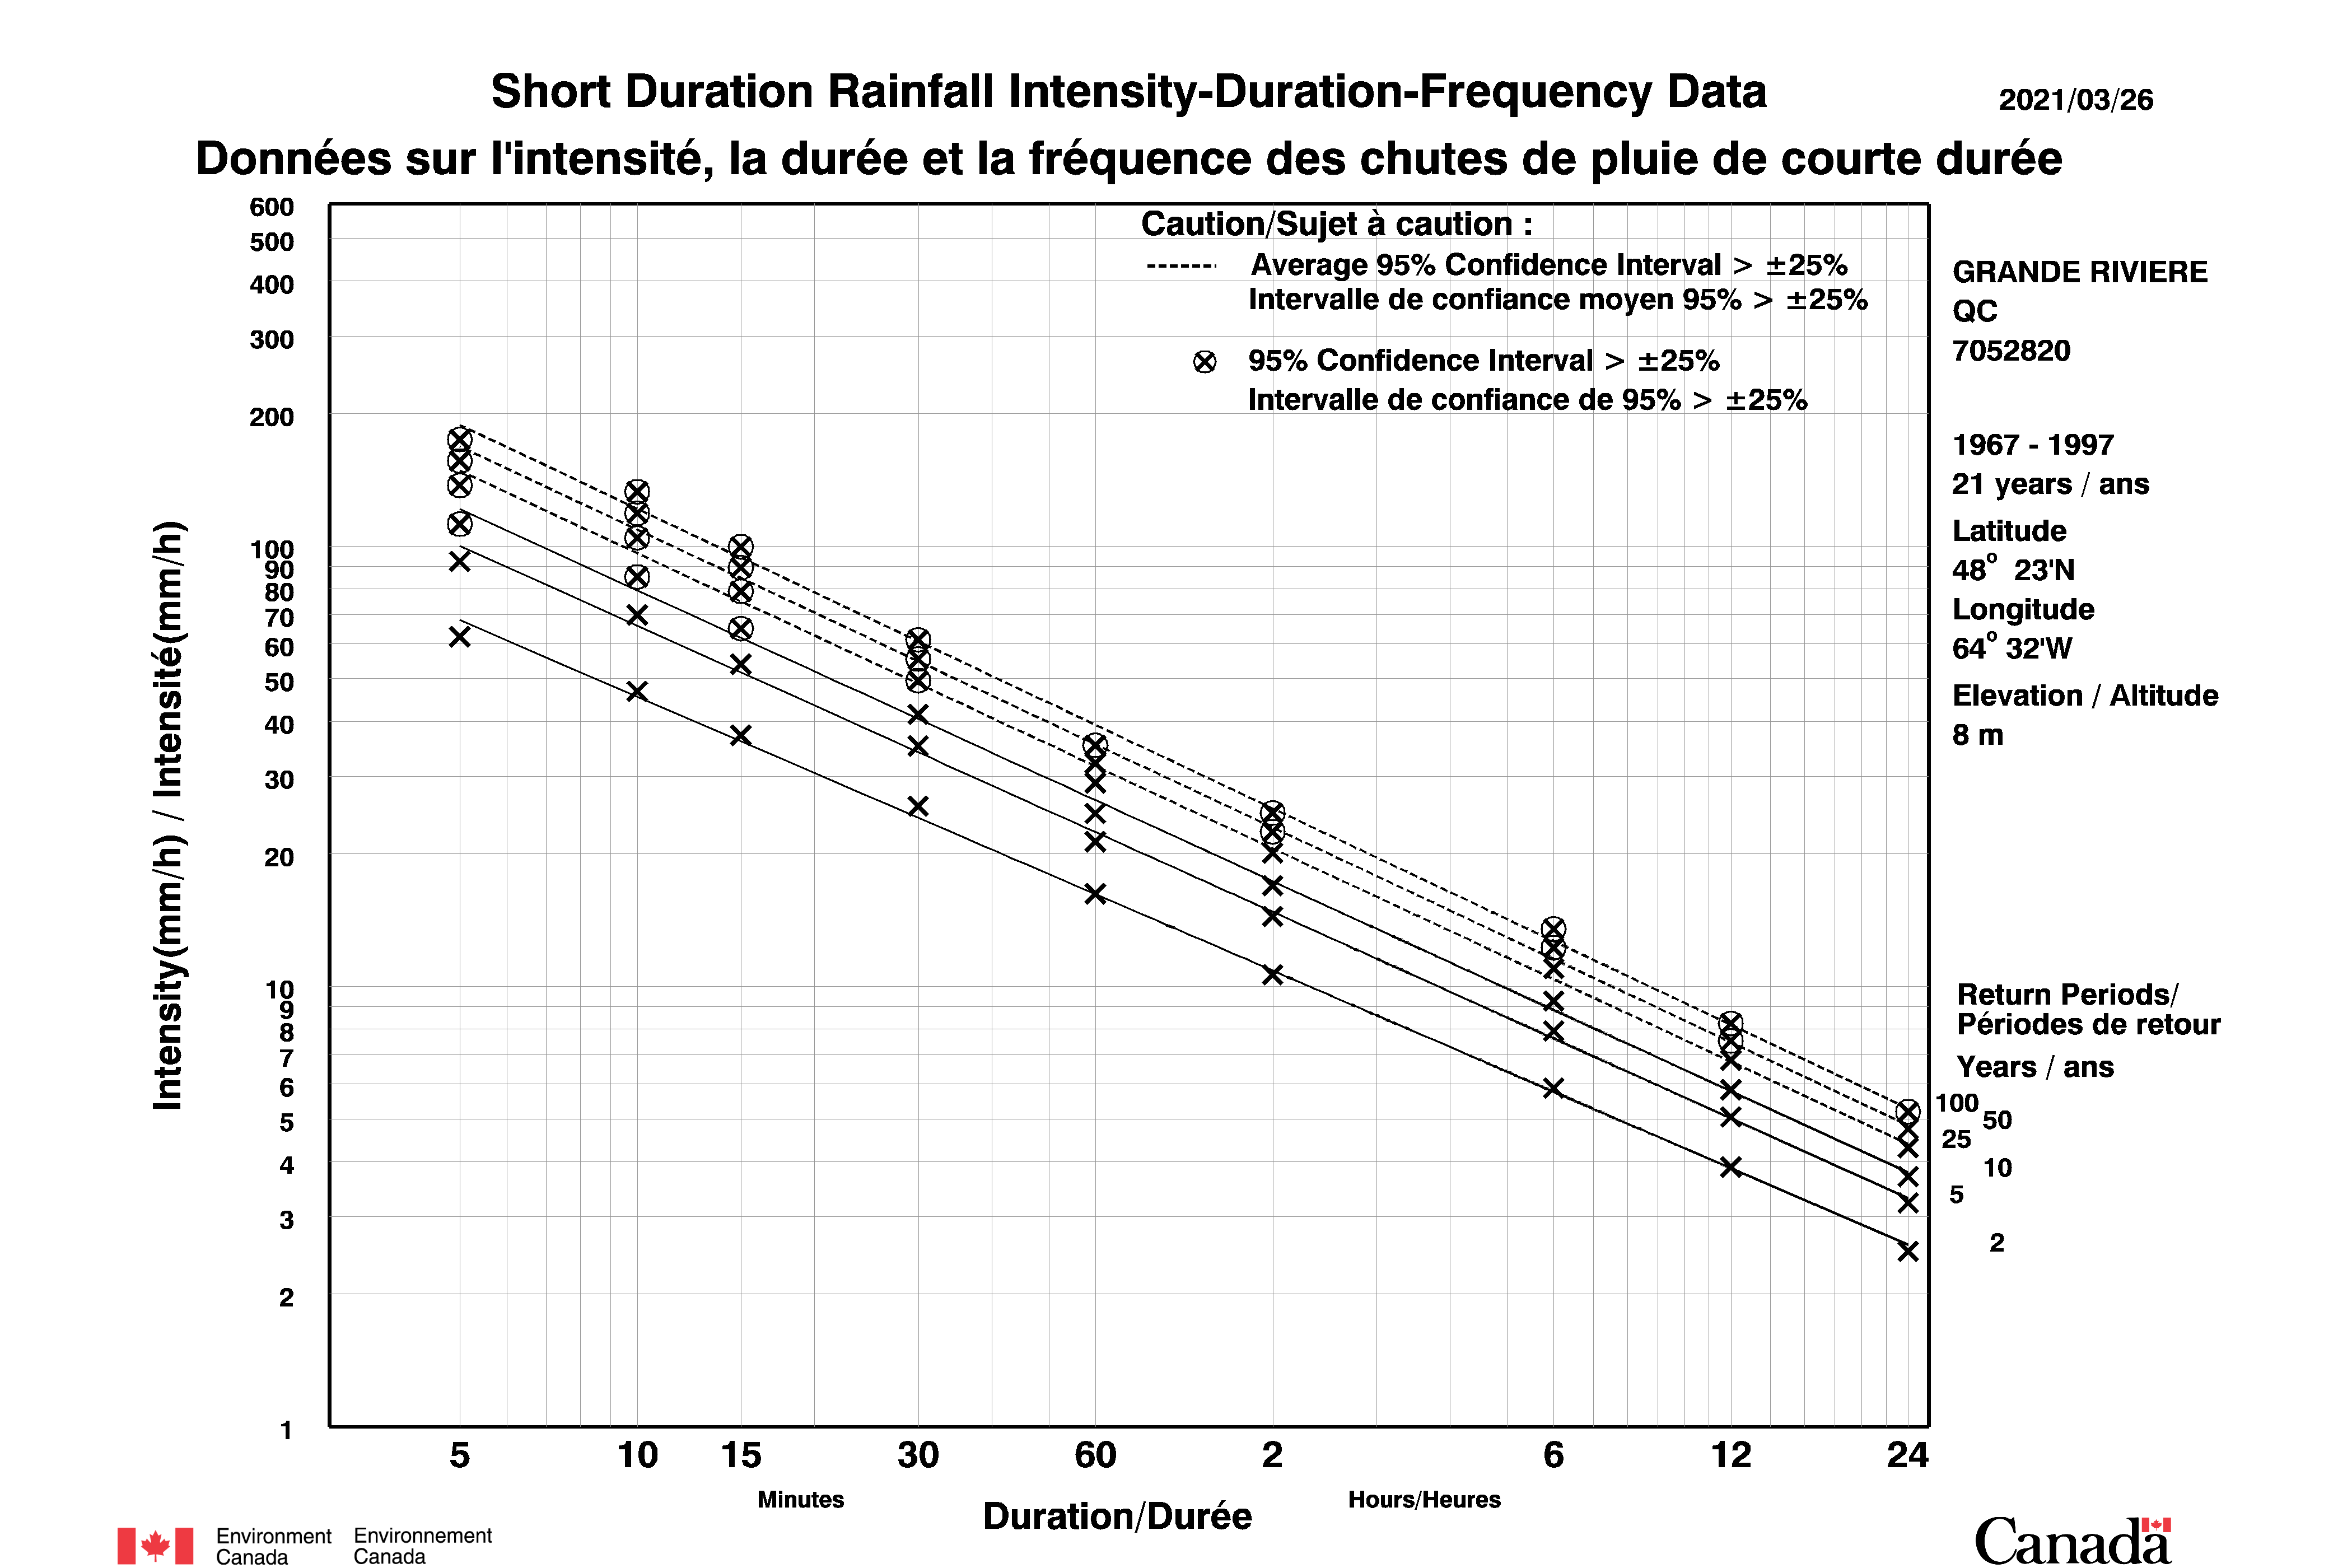 Short Duration Rainfall Intensity-Duration-Frequency Data
2021/03/26
Données sur l'intensité, la durée et la fréquence des chutes de pluie de courte durée
Caution/Sujet à caution :
Average 95% Confidence Interval > ±25%
Intervalle de confiance moyen 95% > ±25%
95% Confidence Interval > ±25%
Intervalle de confiance de 95% > ±25%
GRANDE RIVIERE
QC
7052820
1967 - 1997
21 years / ans
Latitude
48° 23'N
Longitude
64° 32'W
Elevation / Altitude
8 m
Return Periods/
Périodes de retour
Years / ans
100
50
25
10
5
2
Intensity(mm/h) / Intensité(mm/h)
600
500
400
300
200
100
90
80
70
60
50
40
30
20
10
9
8
7
6
5
4
3
2
1
5 10 15 30 60 2 6 12 24
Minutes
Hours/Heures
Duration/Durée
Environment
Canada
Environnement
Canada
Canada